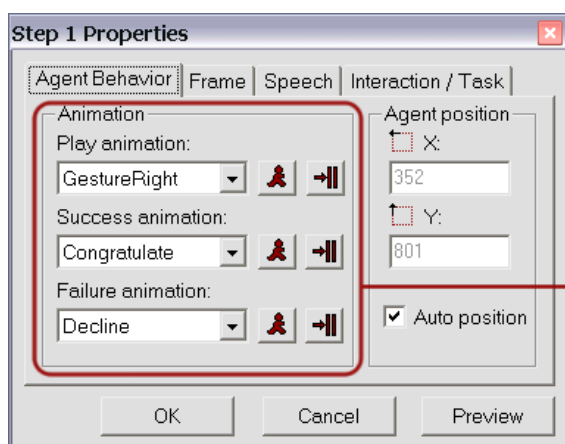 Step 1 Properties
Agent Behavior Frame Speech Interaction / Task
Animation
Play animation:
GestureRight
Success animation:
Congratulate
Failure animation:
Decline
Agent position
X:
352
Y:
801
Auto position
OK Cancel Preview